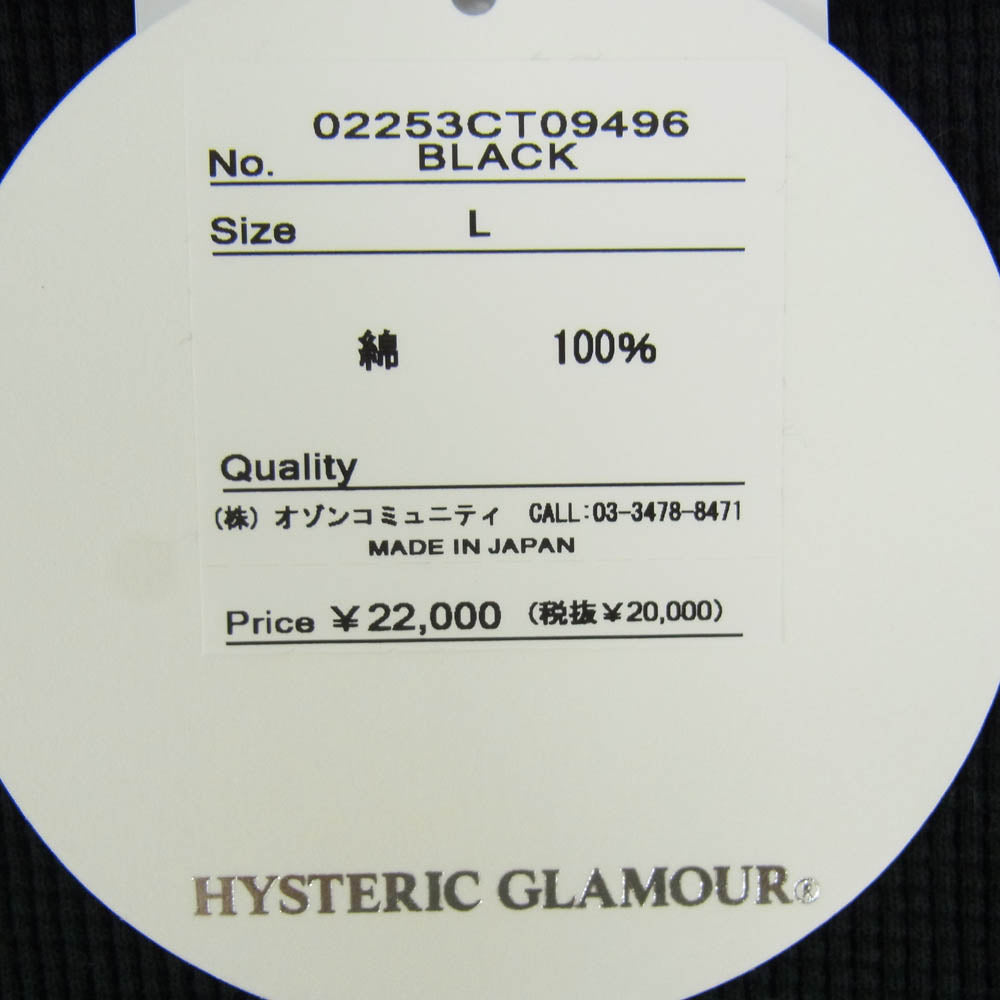 02253CT09496
No. BLACK
Size L
綿 100%
Quality
(株) オゾンコミュニティ CALL:03-3478-8471
MADE IN JAPAN
Price ¥22,000 (税抜¥20,000)
HYSTERIC GLAMOUR®